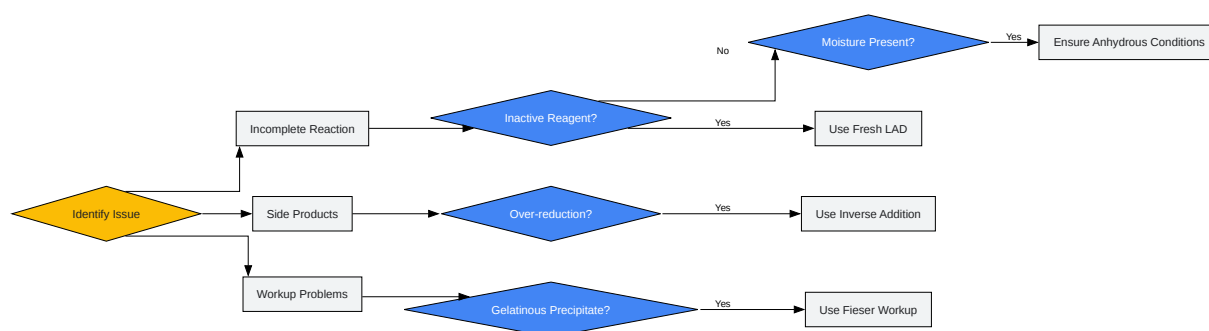 Moisture Present?
Yes
Ensure Anhydrous Conditions
No
Incomplete Reaction
Inactive Reagent?
Yes
Use Fresh LAD
Identify Issue
Side Products
Over-reduction?
Yes
Use Inverse Addition
Workup Problems
Gelatinous Precipitate?
Yes
Use Fieser Workup